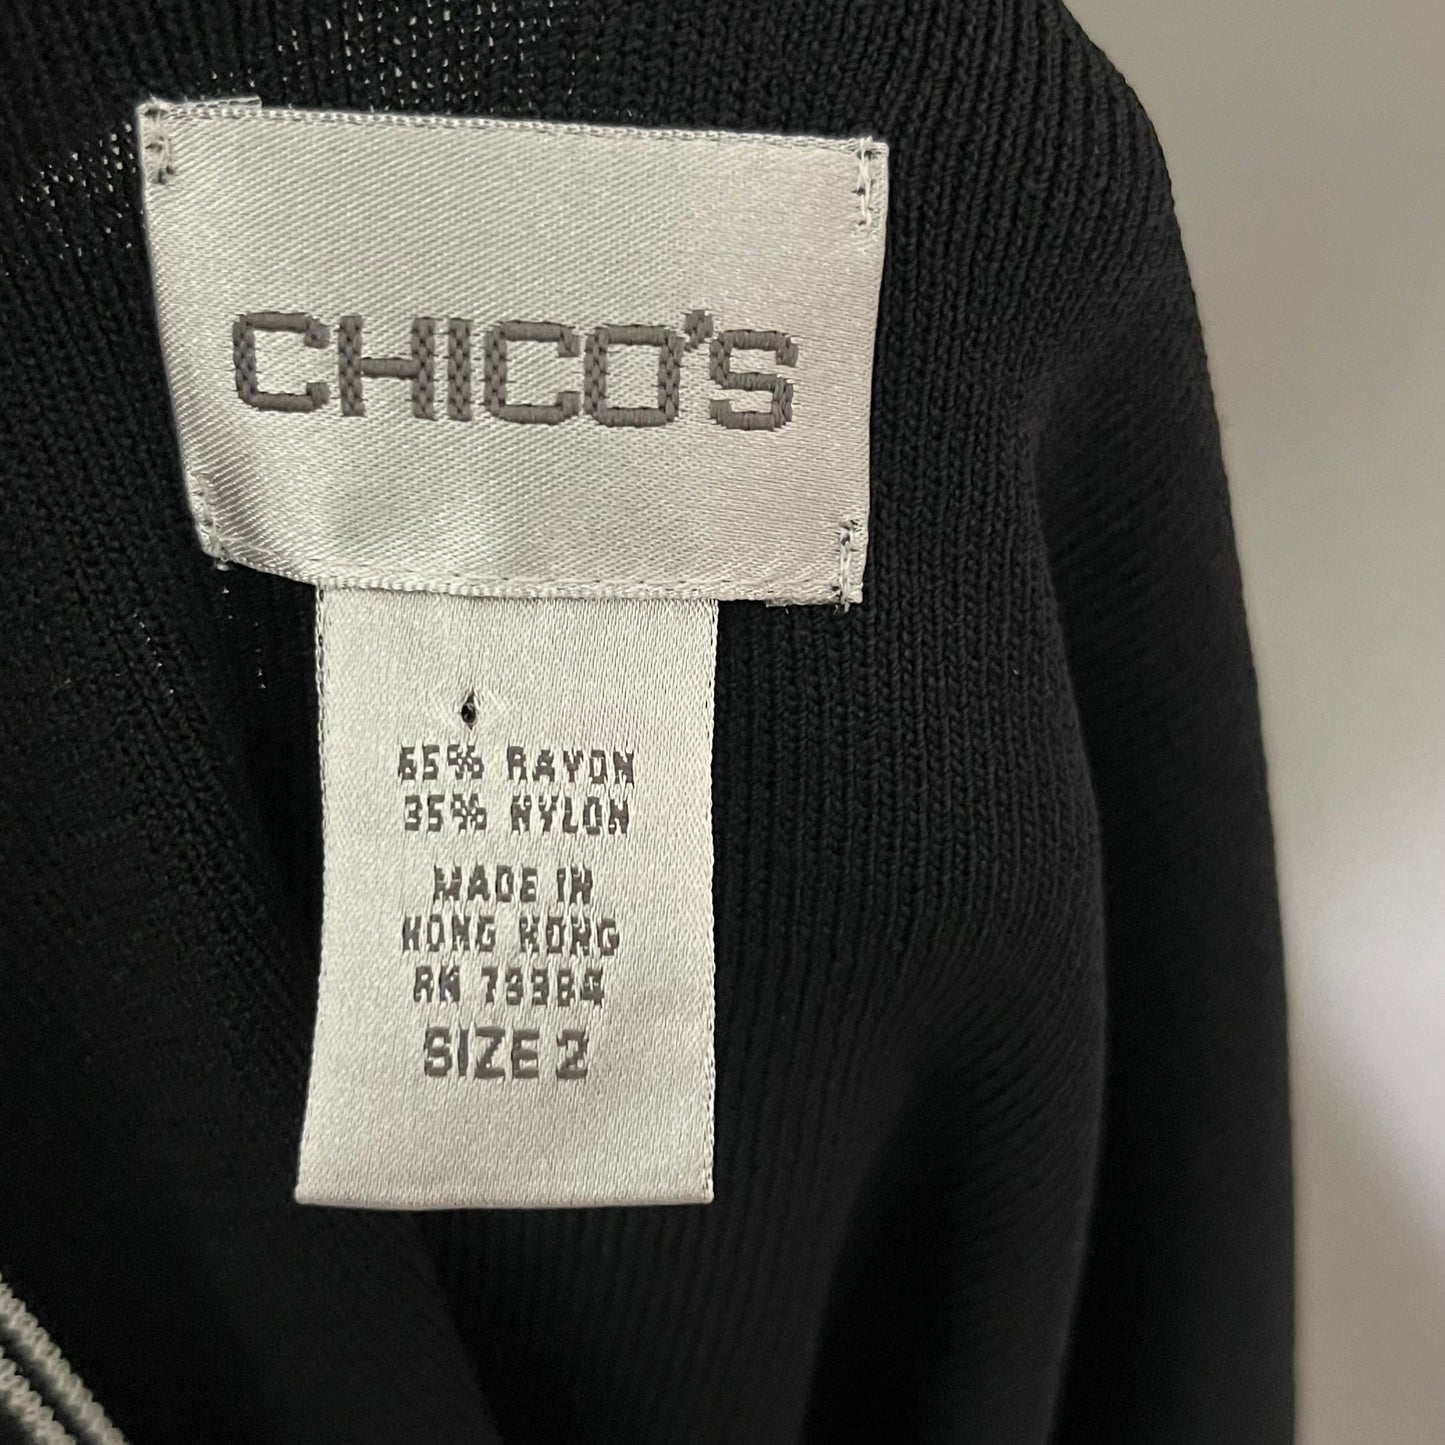 CHICO'S
65% RAYON
35% NYLON
MADE IN
HONG KONG
RN 79984
SIZE 2